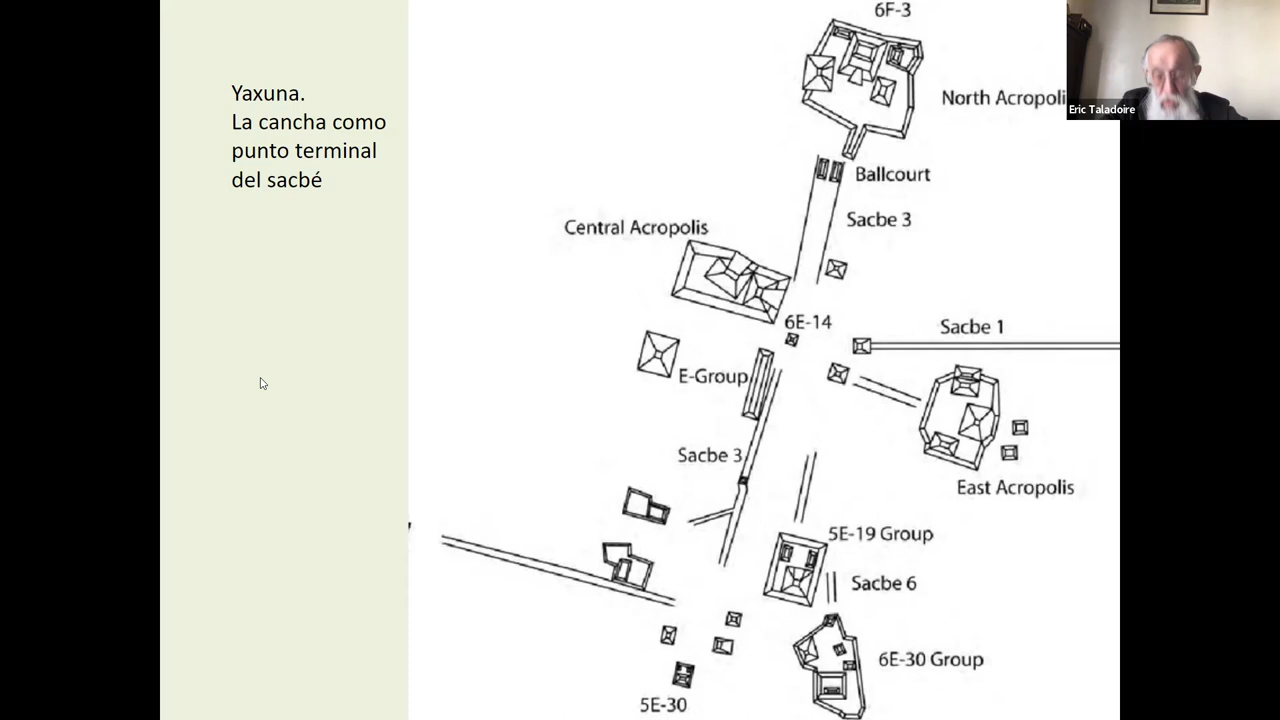 Yaxuna.
La cancha como
punto terminal
del sacbé
6F-3
North Acropoli
Eric Taladoire
Ballcourt
Sacbe 3
Central Acropolis
6E-14
Sacbe 1
E-Group
Sacbe 3
East Acropolis
5E-19 Group
Sacbe 6
6E-30 Group
5E-30